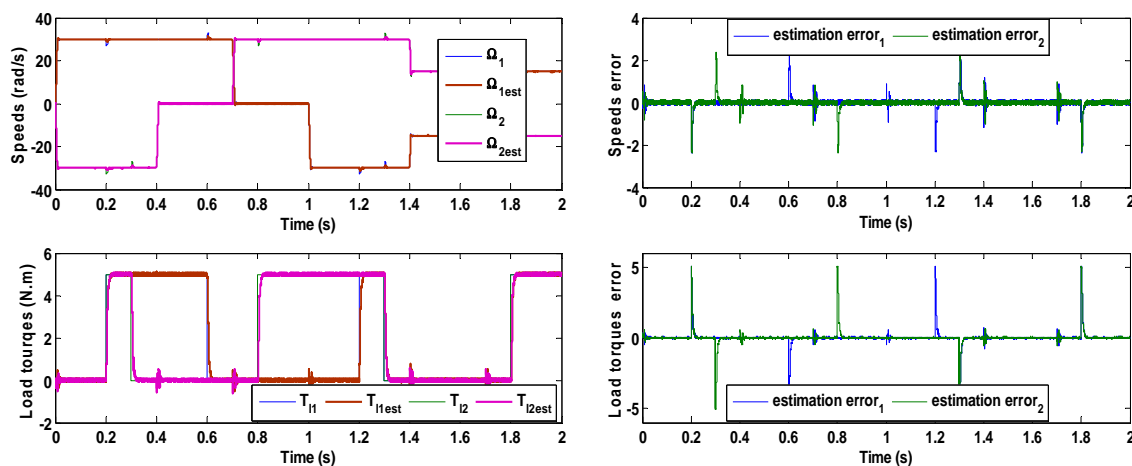 40
20
0
-20
-40
Speeds (rad/s)
Ω1
Ω1est
Ω2
Ω2est
0 0.2 0.4 0.6 0.8 1 1.2 1.4 1.6 1.8 2
Time (s)
4
2
0
-2
-4
Speeds error
estimation error1 estimation error2
0 0.2 0.4 0.6 0.8 1 1.2 1.4 1.6 1.8 2
Time (s)
6
4
2
0
-2
Load tourqes (N.m)
Tl1 Tl1est Tl2 Tl2est
0 0.2 0.4 0.6 0.8 1 1.2 1.4 1.6 1.8 2
Time (s)
5
0
-5
Load torques error
estimation error1 estimation error2
0 0.2 0.4 0.6 0.8 1 1.2 1.4 1.6 1.8 2
Time (s)